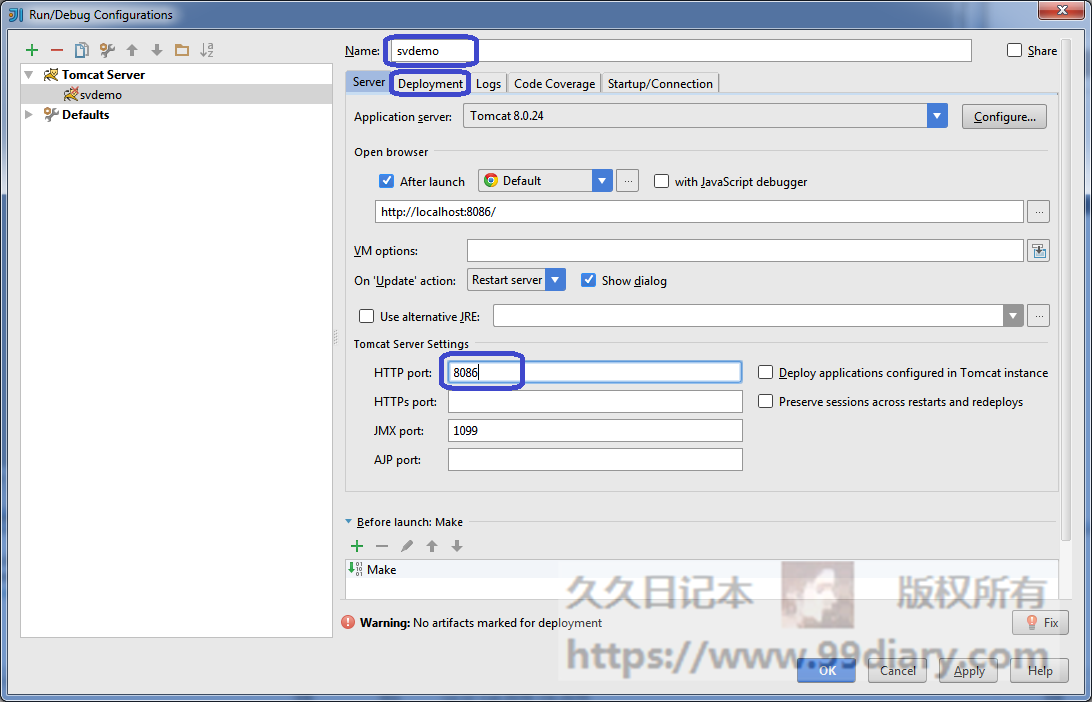 Run/Debug Configurations
Name: svdemo
Share
Tomcat Server
svdemo
Defaults
Server Deployment Logs Code Coverage Startup/Connection
Application server: Tomcat 8.0.24 Configure...
Open browser
After launch Default ... with JavaScript debugger
http://localhost:8086/ ...
VM options:
On 'Update' action: Restart server Show dialog
Use alternative JRE: ...
Tomcat Server Settings
HTTP port: 8086 Deploy applications configured in Tomcat instance
HTTPs port: Preserve sessions across restarts and redeploys
JMX port: 1099
AJP port:
Before launch: Make
Make
久久日记本 版权所有
Warning: No artifacts marked for deployment Fix
https://www.99diary.com
OK Cancel Apply Help